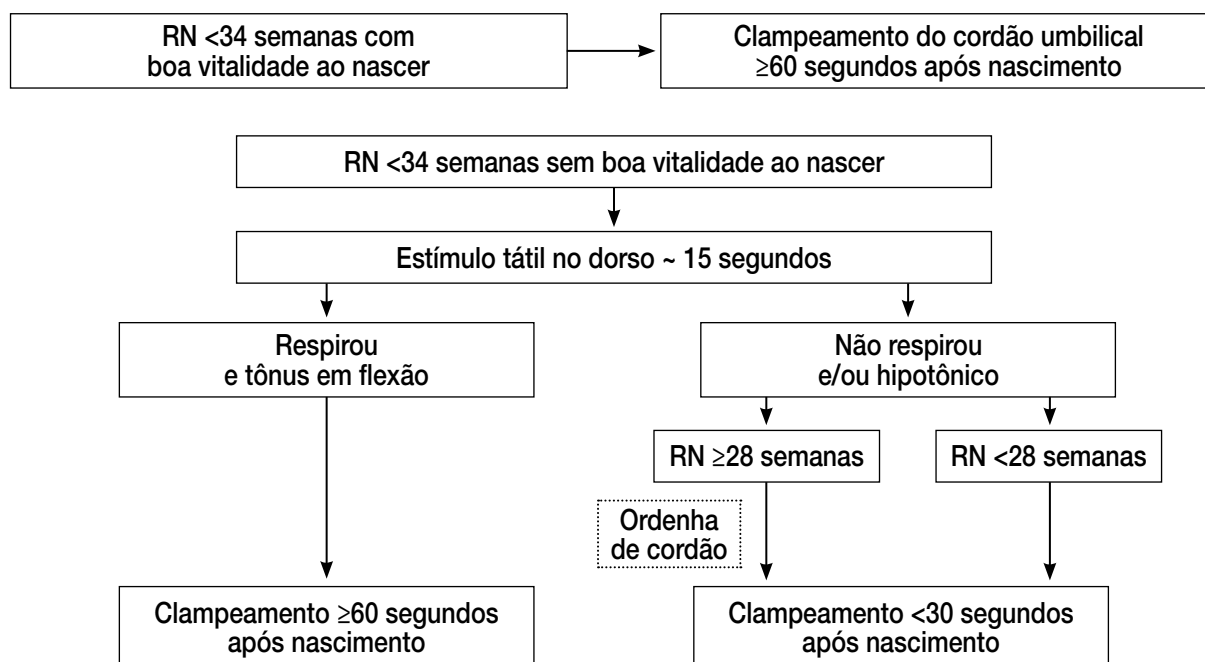 RN <34 semanas com
boa vitalidade ao nascer
Clampeamento do cordão umbilical
≥60 segundos após nascimento
RN <34 semanas sem boa vitalidade ao nascer
Estímulo tátil no dorso ~ 15 segundos
Respirou
e tônus em flexão
Não respirou
e/ou hipotônico
RN ≥28 semanas
RN <28 semanas
Ordenha
de cordão
Clampeamento ≥60 segundos
após nascimento
Clampeamento <30 segundos
após nascimento